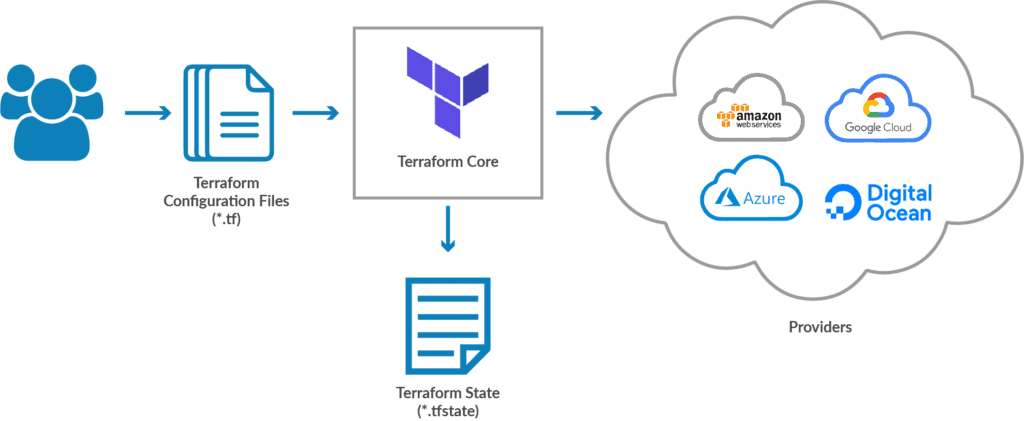 Terraform
Configuration Files
(*.tf)
Terraform Core
Terraform State
(*.tfstate)
amazon
web services
Google Cloud
Azure
Digital
Ocean
Providers